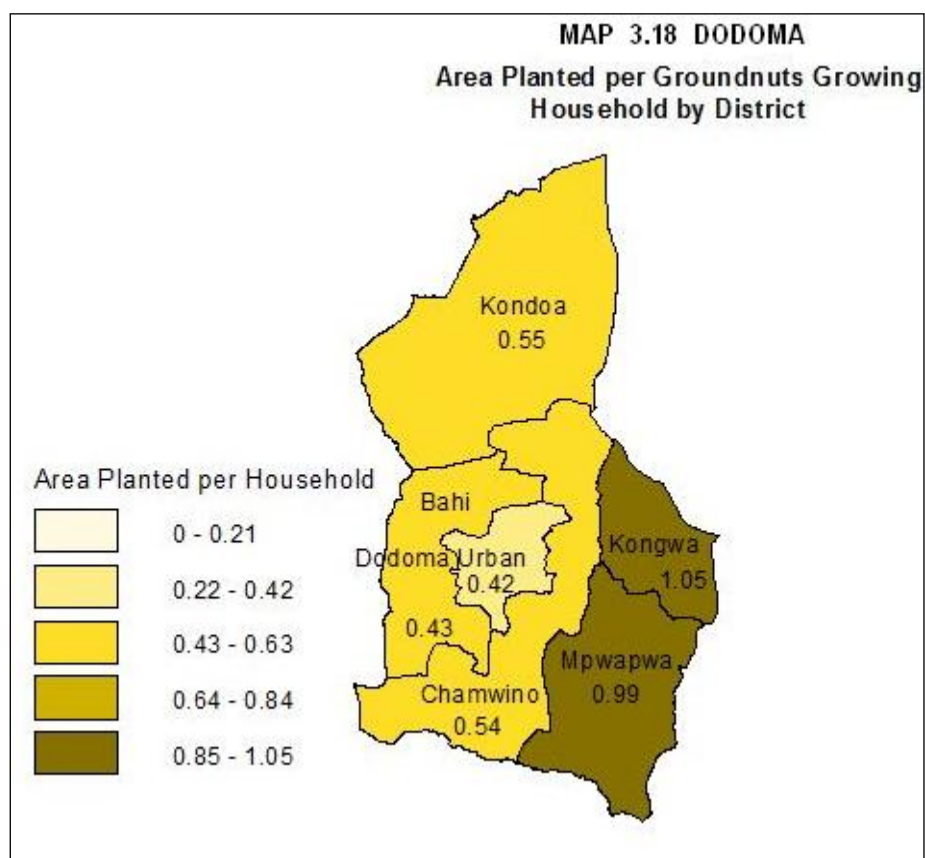 MAP 3.18 DODOMA
Area Planted per Groundnuts Growing
Household by District
Kondoa
0.55
Area Planted per Household
0 - 0.21
0.22 - 0.42
0.43 - 0.63
0.64 - 0.84
0.85 - 1.05
Bahi
0.43
Dodoma Urban
0.42
Kongwa
1.05
Mpwapwa
0.99
Chamwino
0.54